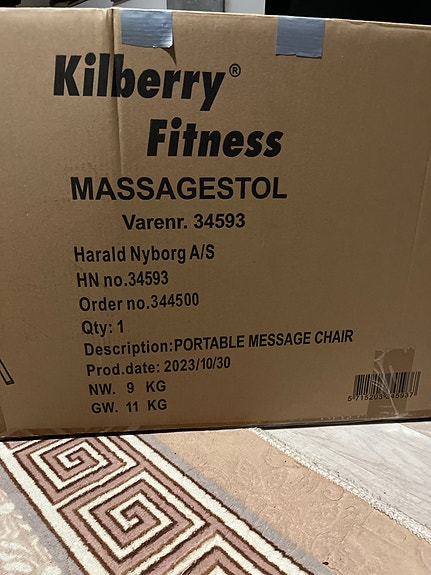 Kilberry®
Fitness
MASSAGESTOL
Varenr. 34593
Harald Nyborg A/S
HN no.34593
Order no.344500
Qty: 1
Description:PORTABLE MESSAGE CHAIR
Prod.date: 2023/10/30
NW. 9 KG
GW. 11 KG